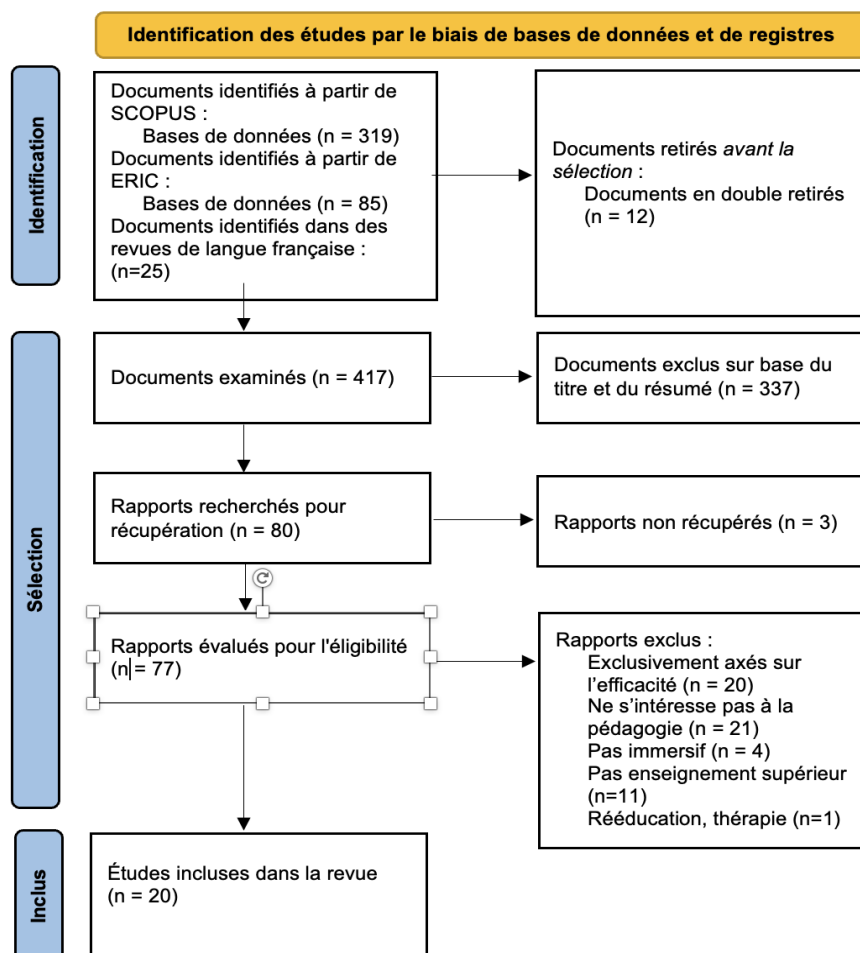 Identification des études par le biais de bases de données et de registres
Identification
Documents identifiés à partir de
SCOPUS :
Bases de données (n = 319)
Documents identifiés à partir de
ERIC :
Bases de données (n = 85)
Documents identifiés dans des
revues de langue française :
(n=25)
Documents retirés avant la
sélection :
Documents en double retirés
(n = 12)
Sélection
Documents examinés (n = 417)
Documents exclus sur base du
titre et du résumé (n = 337)
Rapports recherchés pour
récupération (n = 80)
Rapports non récupérés (n = 3)
Rapports évalués pour l'éligibilité
(n = 77)
Rapports exclus :
Exclusivement axés sur
l’efficacité (n = 20)
Ne s’intéresse pas à la
pédagogie (n = 21)
Pas immersif (n = 4)
Pas enseignement supérieur
(n=11)
Rééducation, thérapie (n=1)
Inclus
Études incluses dans la revue
(n = 20)